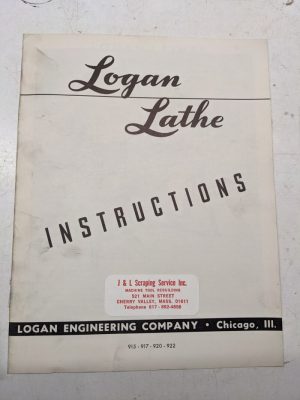 Logan
Lathe
INSTRUCTIONS
J & L Scraping Service Inc.
MACHINE TOOL REBUILDING
521 MAIN STREET
CHERRY VALLEY, MASS. 01611
Telephone 617 - 892-4808
LOGAN ENGINEERING COMPANY • Chicago, Ill.
915 - 917 - 920 - 922